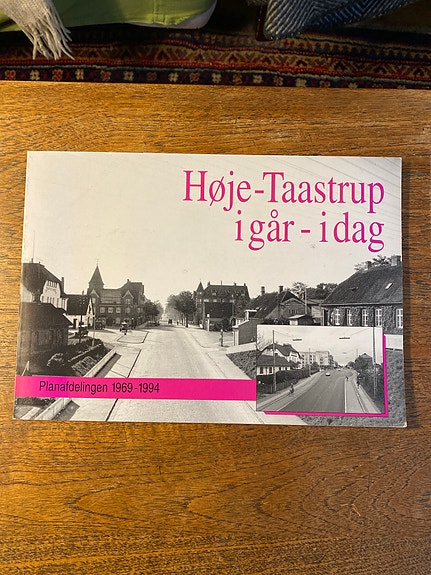 Høje-Taastrup
i går - i dag
Planafdelingen 1969-1994